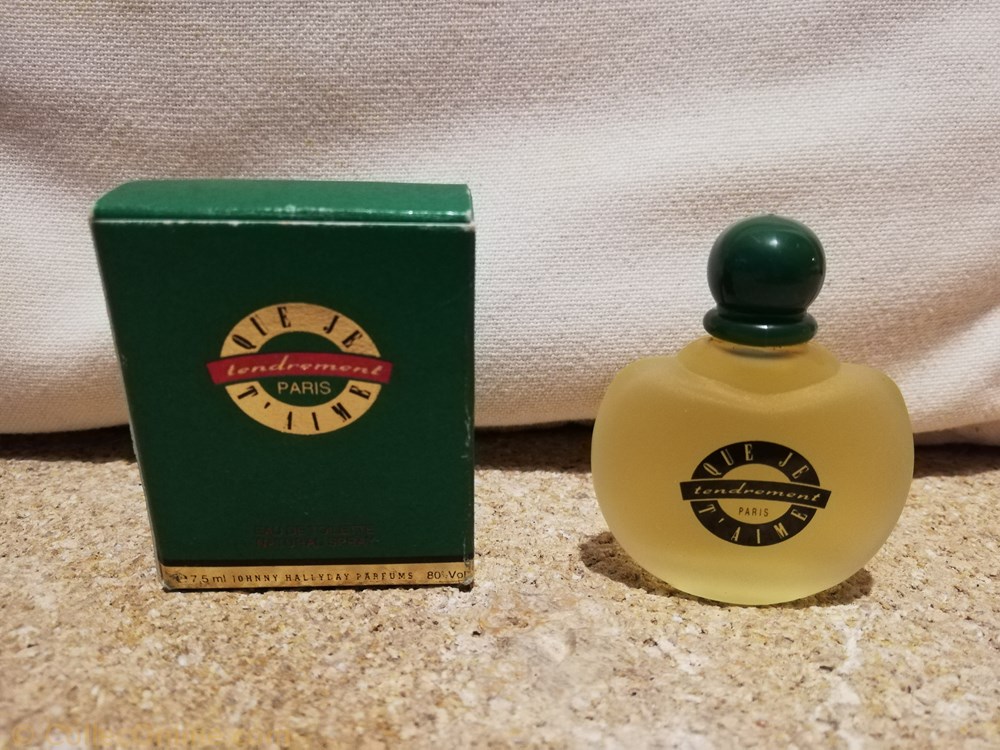 QUE JE
tendrement
PARIS
T'AIME
℮ 7,5 ml JOHNNY HALLYDAY PARFUMS 80° Vol
QUE JE
tendrement
PARIS
T'AIME